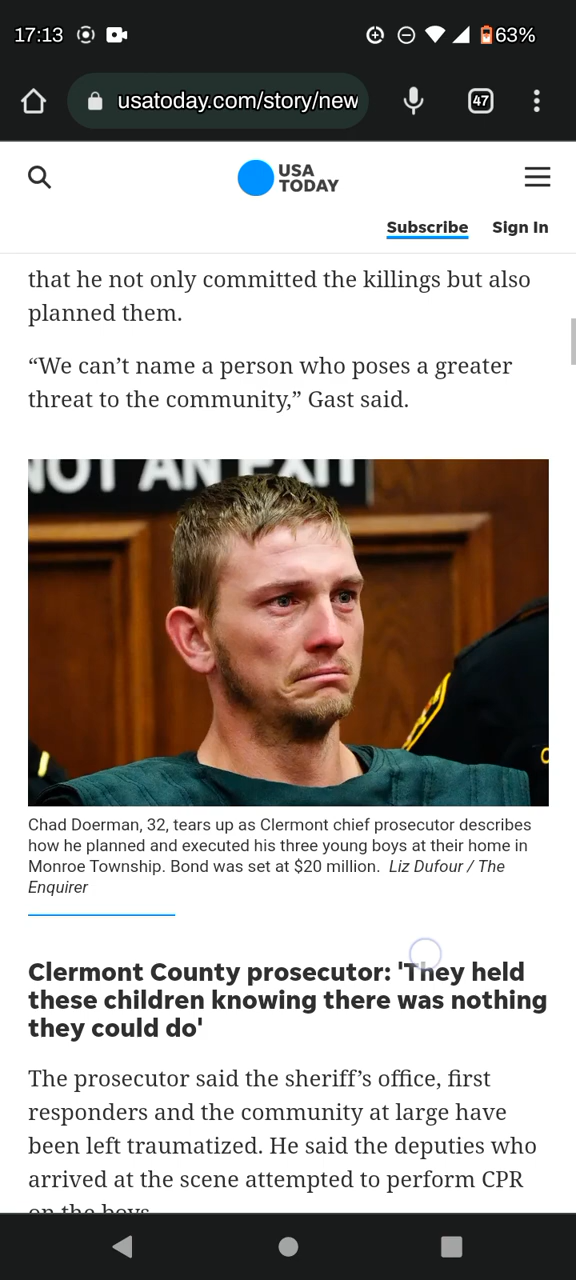 17:13
63%
usatoday.com/story/new
47
USA
TODAY
Subscribe Sign In
that he not only committed the killings but also
planned them.
“We can’t name a person who poses a greater
threat to the community,” Gast said.
NOT AN EXIT
Chad Doerman, 32, tears up as Clermont chief prosecutor describes
how he planned and executed his three young boys at their home in
Monroe Township. Bond was set at $20 million. Liz Dufour / The
Enquirer
Clermont County prosecutor: 'They held
these children knowing there was nothing
they could do'
The prosecutor said the sheriff’s office, first
responders and the community at large have
been left traumatized. He said the deputies who
arrived at the scene attempted to perform CPR
on the boys